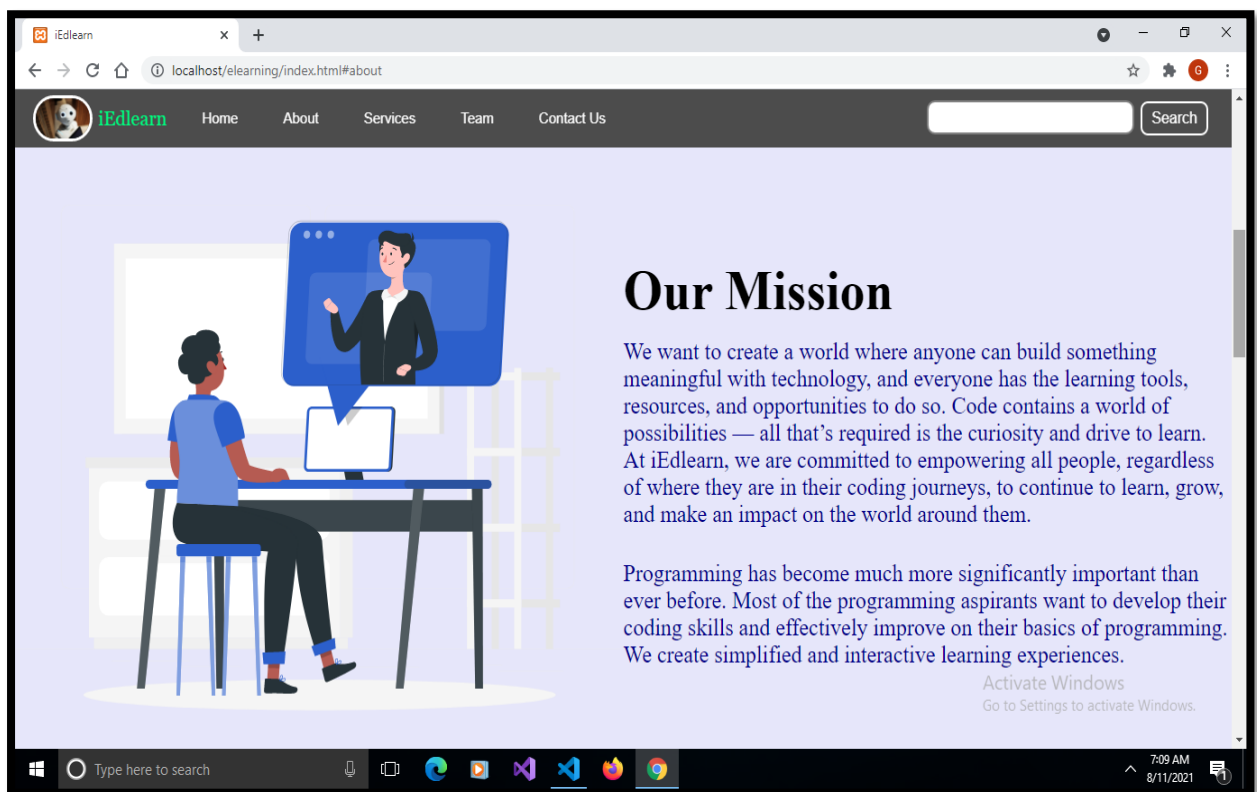 iEdlearn
localhost/elearning/index.html#about
G
iEdlearn Home About Services Team Contact Us Search
Our Mission
We want to create a world where anyone can build something
meaningful with technology, and everyone has the learning tools,
resources, and opportunities to do so. Code contains a world of
possibilities — all that’s required is the curiosity and drive to learn.
At iEdlearn, we are committed to empowering all people, regardless
of where they are in their coding journeys, to continue to learn, grow,
and make an impact on the world around them.
Programming has become much more significantly important than
ever before. Most of the programming aspirants want to develop their
coding skills and effectively improve on their basics of programming.
We create simplified and interactive learning experiences.
Activate Windows
Go to Settings to activate Windows.
Type here to search
7:09 AM
8/11/2021
1